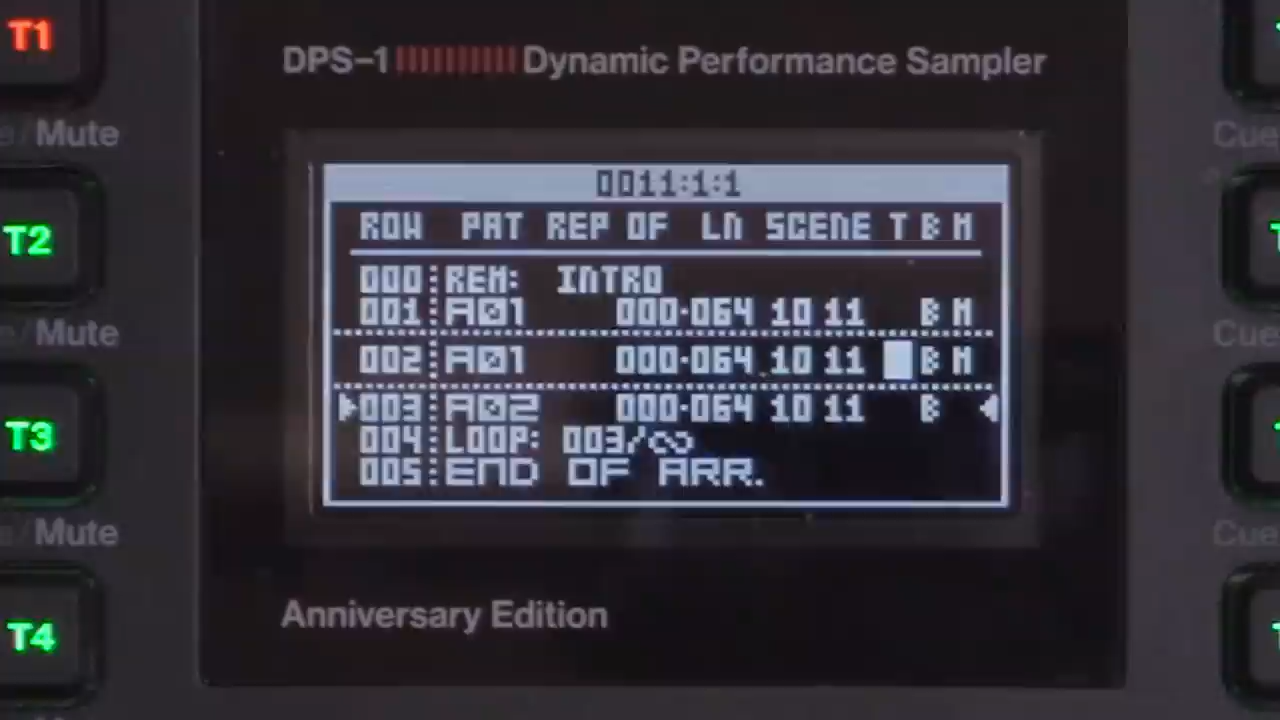 T1
DPS-1 Dynamic Performance Sampler
Mute
Cue
T2
Mute
Cue
T3
Mute
Cue
T4
0011:1:1
ROW PAT REP OF LN SCENE T B M
000:REM: INTRO
001:A01 000·064 10 11 B M
002:A01 000·064 10 11 B M
003:A02 000·064 10 11 B
004:LOOP: 003/∞
005:END OF ARR.
Anniversary Edition